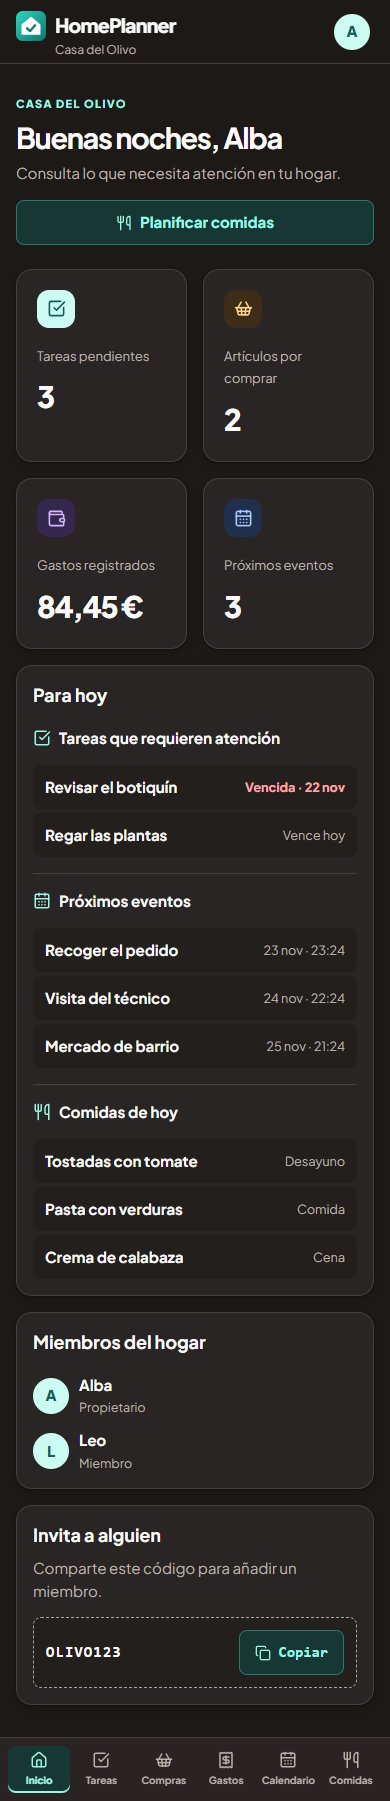 HomePlanner
Casa del Olivo
A
CASA DEL OLIVO
Buenas noches, Alba
Consulta lo que necesita atención en tu hogar.
Planificar comidas
Tareas pendientes
3
Artículos por
comprar
2
Gastos registrados
84,45 €
Próximos eventos
3
Para hoy
Tareas que requieren atención
Revisar el botiquín Vencida · 22 nov
Regar las plantas Vence hoy
Próximos eventos
Recoger el pedido 23 nov · 23:24
Visita del técnico 24 nov · 22:24
Mercado de barrio 25 nov · 21:24
Comidas de hoy
Tostadas con tomate Desayuno
Pasta con verduras Comida
Crema de calabaza Cena
Miembros del hogar
A
Alba
Propietario
L
Leo
Miembro
Invita a alguien
Comparte este código para añadir un
miembro.
OLIVO123 Copiar
Inicio Tareas Compras Gastos Calendario Comidas